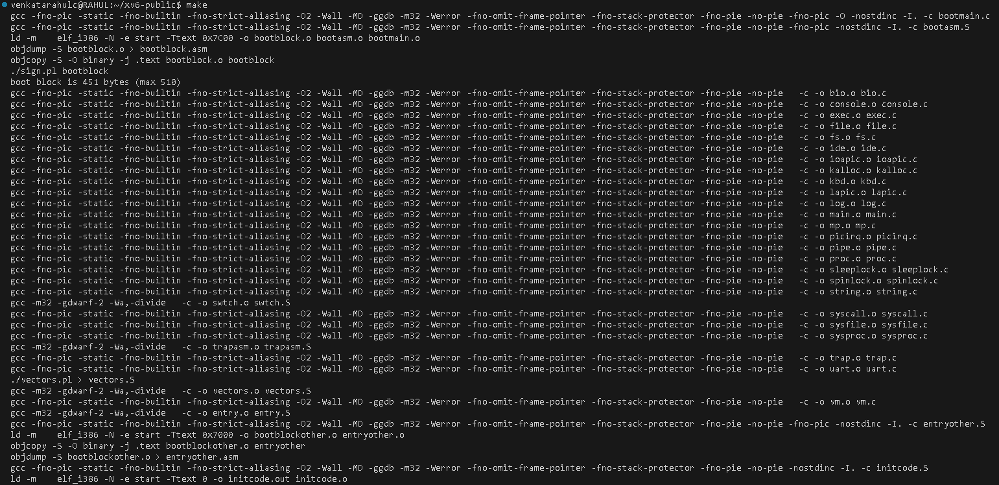 venkatarahulc@RAHUL:~/xv6-public$ make
gcc -fno-pic -static -fno-builtin -fno-strict-aliasing -O2 -Wall -MD -ggdb -m32 -Werror -fno-omit-frame-pointer -fno-stack-protector -fno-pie -no-pie -fno-pic -O -nostdinc -I. -c bootmain.c
gcc -fno-pic -static -fno-builtin -fno-strict-aliasing -O2 -Wall -MD -ggdb -m32 -Werror -fno-omit-frame-pointer -fno-stack-protector -fno-pie -no-pie -fno-pic -nostdinc -I. -c bootasm.S
ld -m    elf_i386 -N -e start -Ttext 0x7C00 -o bootblock.o bootasm.o bootmain.o
objdump -S bootblock.o > bootblock.asm
objcopy -S -O binary -j .text bootblock.o bootblock
./sign.pl bootblock
boot block is 451 bytes (max 510)
gcc -fno-pic -static -fno-builtin -fno-strict-aliasing -O2 -Wall -MD -ggdb -m32 -Werror -fno-omit-frame-pointer -fno-stack-protector -fno-pie -no-pie   -c -o bio.o bio.c
gcc -fno-pic -static -fno-builtin -fno-strict-aliasing -O2 -Wall -MD -ggdb -m32 -Werror -fno-omit-frame-pointer -fno-stack-protector -fno-pie -no-pie   -c -o console.o console.c
gcc -fno-pic -static -fno-builtin -fno-strict-aliasing -O2 -Wall -MD -ggdb -m32 -Werror -fno-omit-frame-pointer -fno-stack-protector -fno-pie -no-pie   -c -o exec.o exec.c
gcc -fno-pic -static -fno-builtin -fno-strict-aliasing -O2 -Wall -MD -ggdb -m32 -Werror -fno-omit-frame-pointer -fno-stack-protector -fno-pie -no-pie   -c -o file.o file.c
gcc -fno-pic -static -fno-builtin -fno-strict-aliasing -O2 -Wall -MD -ggdb -m32 -Werror -fno-omit-frame-pointer -fno-stack-protector -fno-pie -no-pie   -c -o fs.o fs.c
gcc -fno-pic -static -fno-builtin -fno-strict-aliasing -O2 -Wall -MD -ggdb -m32 -Werror -fno-omit-frame-pointer -fno-stack-protector -fno-pie -no-pie   -c -o ide.o ide.c
gcc -fno-pic -static -fno-builtin -fno-strict-aliasing -O2 -Wall -MD -ggdb -m32 -Werror -fno-omit-frame-pointer -fno-stack-protector -fno-pie -no-pie   -c -o ioapic.o ioapic.c
gcc -fno-pic -static -fno-builtin -fno-strict-aliasing -O2 -Wall -MD -ggdb -m32 -Werror -fno-omit-frame-pointer -fno-stack-protector -fno-pie -no-pie   -c -o kalloc.o kalloc.c
gcc -fno-pic -static -fno-builtin -fno-strict-aliasing -O2 -Wall -MD -ggdb -m32 -Werror -fno-omit-frame-pointer -fno-stack-protector -fno-pie -no-pie   -c -o kbd.o kbd.c
gcc -fno-pic -static -fno-builtin -fno-strict-aliasing -O2 -Wall -MD -ggdb -m32 -Werror -fno-omit-frame-pointer -fno-stack-protector -fno-pie -no-pie   -c -o lapic.o lapic.c
gcc -fno-pic -static -fno-builtin -fno-strict-aliasing -O2 -Wall -MD -ggdb -m32 -Werror -fno-omit-frame-pointer -fno-stack-protector -fno-pie -no-pie   -c -o log.o log.c
gcc -fno-pic -static -fno-builtin -fno-strict-aliasing -O2 -Wall -MD -ggdb -m32 -Werror -fno-omit-frame-pointer -fno-stack-protector -fno-pie -no-pie   -c -o main.o main.c
gcc -fno-pic -static -fno-builtin -fno-strict-aliasing -O2 -Wall -MD -ggdb -m32 -Werror -fno-omit-frame-pointer -fno-stack-protector -fno-pie -no-pie   -c -o mp.o mp.c
gcc -fno-pic -static -fno-builtin -fno-strict-aliasing -O2 -Wall -MD -ggdb -m32 -Werror -fno-omit-frame-pointer -fno-stack-protector -fno-pie -no-pie   -c -o picirq.o picirq.c
gcc -fno-pic -static -fno-builtin -fno-strict-aliasing -O2 -Wall -MD -ggdb -m32 -Werror -fno-omit-frame-pointer -fno-stack-protector -fno-pie -no-pie   -c -o pipe.o pipe.c
gcc -fno-pic -static -fno-builtin -fno-strict-aliasing -O2 -Wall -MD -ggdb -m32 -Werror -fno-omit-frame-pointer -fno-stack-protector -fno-pie -no-pie   -c -o proc.o proc.c
gcc -fno-pic -static -fno-builtin -fno-strict-aliasing -O2 -Wall -MD -ggdb -m32 -Werror -fno-omit-frame-pointer -fno-stack-protector -fno-pie -no-pie   -c -o sleeplock.o sleeplock.c
gcc -fno-pic -static -fno-builtin -fno-strict-aliasing -O2 -Wall -MD -ggdb -m32 -Werror -fno-omit-frame-pointer -fno-stack-protector -fno-pie -no-pie   -c -o spinlock.o spinlock.c
gcc -fno-pic -static -fno-builtin -fno-strict-aliasing -O2 -Wall -MD -ggdb -m32 -Werror -fno-omit-frame-pointer -fno-stack-protector -fno-pie -no-pie   -c -o string.o string.c
gcc -m32 -gdwarf-2 -Wa,-divide   -c -o swtch.o swtch.S
gcc -fno-pic -static -fno-builtin -fno-strict-aliasing -O2 -Wall -MD -ggdb -m32 -Werror -fno-omit-frame-pointer -fno-stack-protector -fno-pie -no-pie   -c -o syscall.o syscall.c
gcc -fno-pic -static -fno-builtin -fno-strict-aliasing -O2 -Wall -MD -ggdb -m32 -Werror -fno-omit-frame-pointer -fno-stack-protector -fno-pie -no-pie   -c -o sysfile.o sysfile.c
gcc -fno-pic -static -fno-builtin -fno-strict-aliasing -O2 -Wall -MD -ggdb -m32 -Werror -fno-omit-frame-pointer -fno-stack-protector -fno-pie -no-pie   -c -o sysproc.o sysproc.c
gcc -m32 -gdwarf-2 -Wa,-divide   -c -o trapasm.o trapasm.S
gcc -fno-pic -static -fno-builtin -fno-strict-aliasing -O2 -Wall -MD -ggdb -m32 -Werror -fno-omit-frame-pointer -fno-stack-protector -fno-pie -no-pie   -c -o trap.o trap.c
gcc -fno-pic -static -fno-builtin -fno-strict-aliasing -O2 -Wall -MD -ggdb -m32 -Werror -fno-omit-frame-pointer -fno-stack-protector -fno-pie -no-pie   -c -o uart.o uart.c
./vectors.pl > vectors.S
gcc -m32 -gdwarf-2 -Wa,-divide   -c -o vectors.o vectors.S
gcc -fno-pic -static -fno-builtin -fno-strict-aliasing -O2 -Wall -MD -ggdb -m32 -Werror -fno-omit-frame-pointer -fno-stack-protector -fno-pie -no-pie   -c -o vm.o vm.c
gcc -m32 -gdwarf-2 -Wa,-divide   -c -o entry.o entry.S
gcc -fno-pic -static -fno-builtin -fno-strict-aliasing -O2 -Wall -MD -ggdb -m32 -Werror -fno-omit-frame-pointer -fno-stack-protector -fno-pie -no-pie -fno-pic -nostdinc -I. -c entryother.S
ld -m    elf_i386 -N -e start -Ttext 0x7000 -o bootblockother.o entryother.o
objcopy -S -O binary -j .text bootblockother.o entryother
objdump -S bootblockother.o > entryother.asm
gcc -fno-pic -static -fno-builtin -fno-strict-aliasing -O2 -Wall -MD -ggdb -m32 -Werror -fno-omit-frame-pointer -fno-stack-protector -fno-pie -no-pie -nostdinc -I. -c initcode.S
ld -m    elf_i386 -N -e start -Ttext 0 -o initcode.out initcode.o